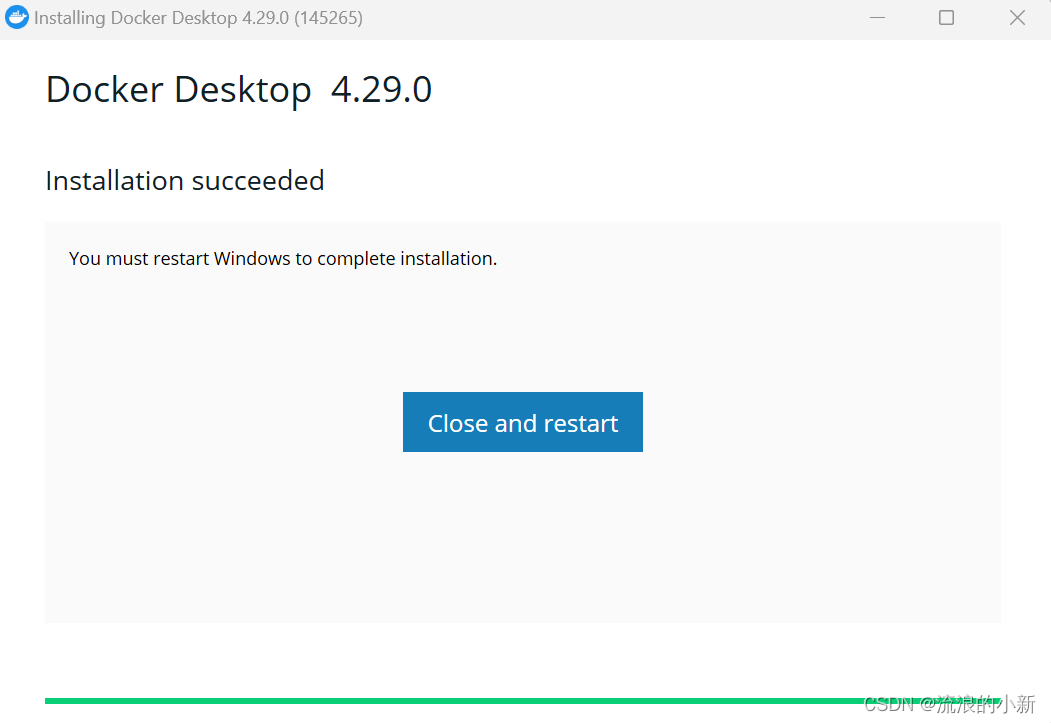 Installing Docker Desktop 4.29.0 (145265)
Docker Desktop 4.29.0
Installation succeeded
You must restart Windows to complete installation.
Close and restart
CSDN @流浪的小新